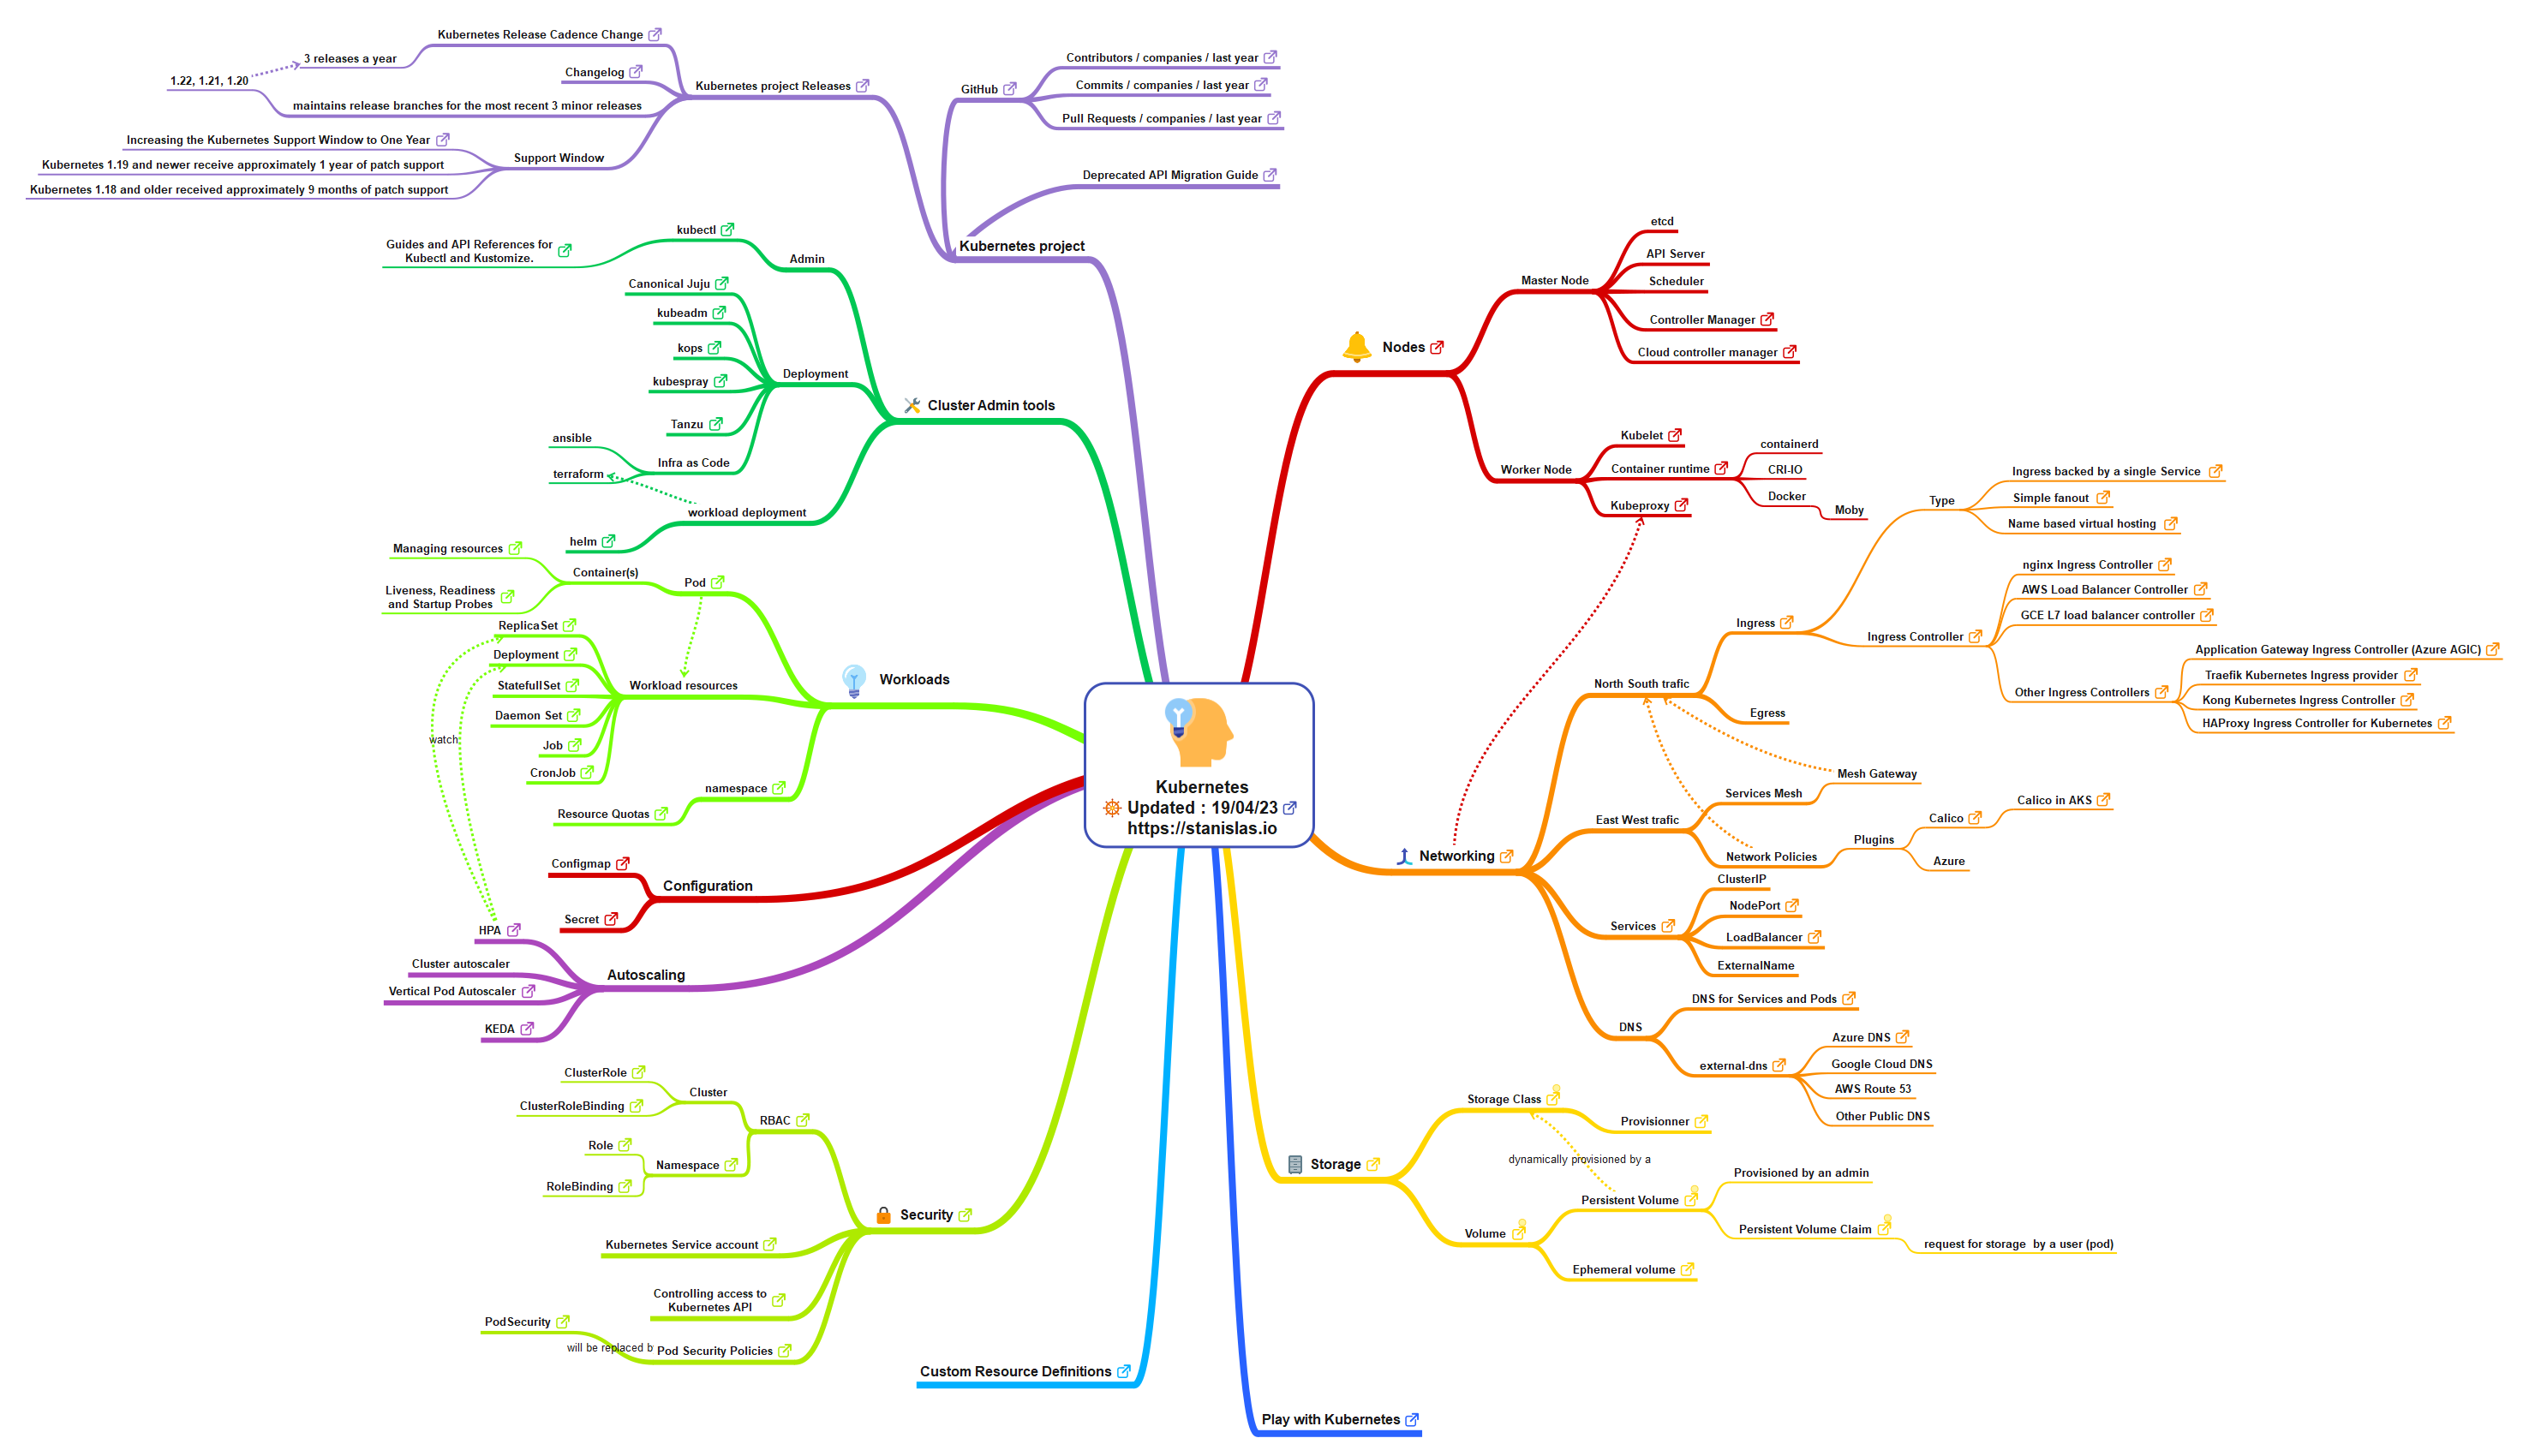 Kubernetes
Updated : 19/04/23
https://stanislas.io
Kubernetes project
Kubernetes project Releases
Kubernetes Release Cadence Change
3 releases a year
Changelog
maintains release branches for the most recent 3 minor releases
1.22, 1.21, 1.20
Support Window
Increasing the Kubernetes Support Window to One Year
Kubernetes 1.19 and newer receive approximately 1 year of patch support
Kubernetes 1.18 and older received approximately 9 months of patch support
GitHub
Contributors / companies / last year
Commits / companies / last year
Pull Requests / companies / last year
Deprecated API Migration Guide
Cluster Admin tools
Admin
kubectl
Guides and API References for
Kubectl and Kustomize.
Deployment
Canonical Juju
kubeadm
kops
kubespray
Tanzu
Infra as Code
ansible
terraform
workload deployment
helm
Workloads
Pod
Container(s)
Managing resources
Liveness, Readiness
and Startup Probes
Workload resources
ReplicaSet
Deployment
StatefullSet
Daemon Set
Job
CronJob
watch
namespace
Resource Quotas
Configuration
Configmap
Secret
Autoscaling
HPA
Cluster autoscaler
Vertical Pod Autoscaler
KEDA
Security
RBAC
Cluster
ClusterRole
ClusterRoleBinding
Namespace
Role
RoleBinding
Kubernetes Service account
Controlling access to
Kubernetes API
Pod Security Policies
will be replaced b
PodSecurity
Custom Resource Definitions
Play with Kubernetes
Nodes
Master Node
etcd
API Server
Scheduler
Controller Manager
Cloud controller manager
Worker Node
Kubelet
Container runtime
containerd
CRI-IO
Docker
Moby
Kubeproxy
Networking
North South trafic
Ingress
Type
Ingress backed by a single Service
Simple fanout
Name based virtual hosting
Ingress Controller
nginx Ingress Controller
AWS Load Balancer Controller
GCE L7 load balancer controller
Other Ingress Controllers
Application Gateway Ingress Controller (Azure AGIC)
Traefik Kubernetes Ingress provider
Kong Kubernetes Ingress Controller
HAProxy Ingress Controller for Kubernetes
Egress
East West trafic
Services Mesh
Mesh Gateway
Network Policies
Plugins
Calico
Calico in AKS
Azure
Services
ClusterIP
NodePort
LoadBalancer
ExternalName
DNS
DNS for Services and Pods
external-dns
Azure DNS
Google Cloud DNS
AWS Route 53
Other Public DNS
Storage
Storage Class
Provisionner
dynamically provisioned by a
Volume
Persistent Volume
Provisioned by an admin
Persistent Volume Claim
request for storage  by a user (pod)
Ephemeral volume